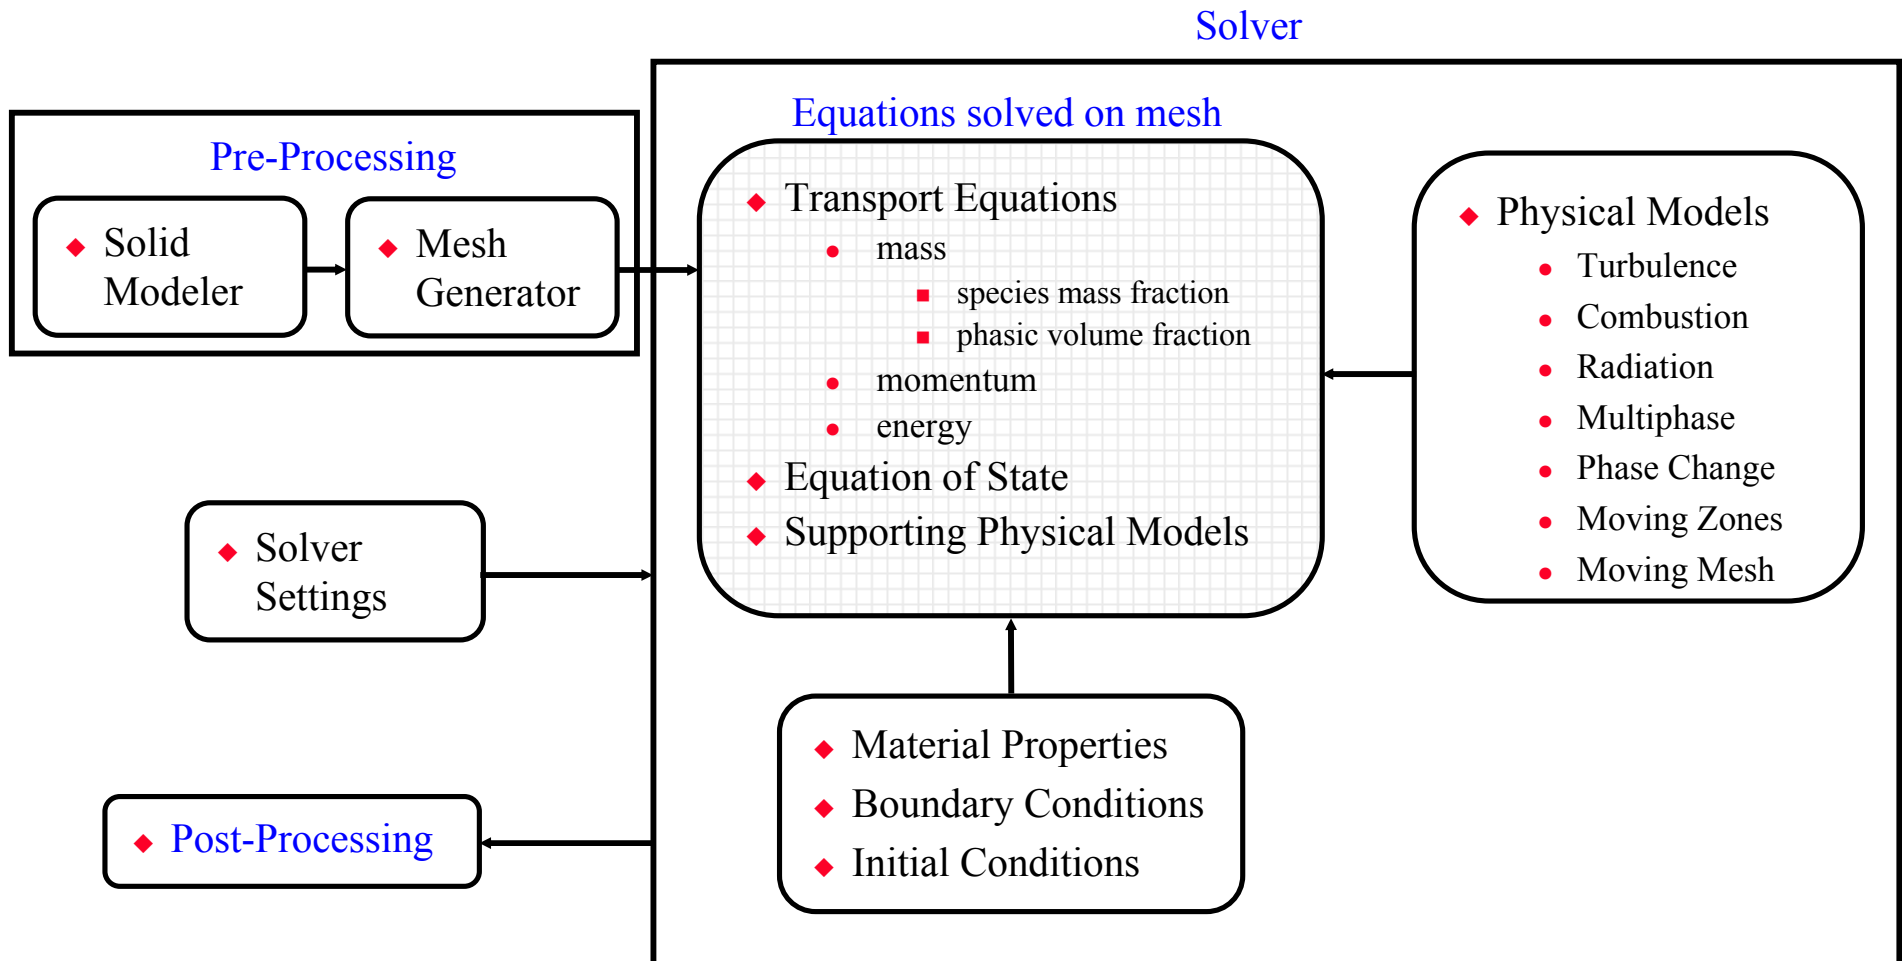 Solver
Pre-Processing
Solid
Modeler
Mesh
Generator
Equations solved on mesh
Transport Equations
mass
species mass fraction
phasic volume fraction
momentum
energy
Equation of State
Supporting Physical Models
Physical Models
Turbulence
Combustion
Radiation
Multiphase
Phase Change
Moving Zones
Moving Mesh
Solver
Settings
Material Properties
Boundary Conditions
Initial Conditions
Post-Processing